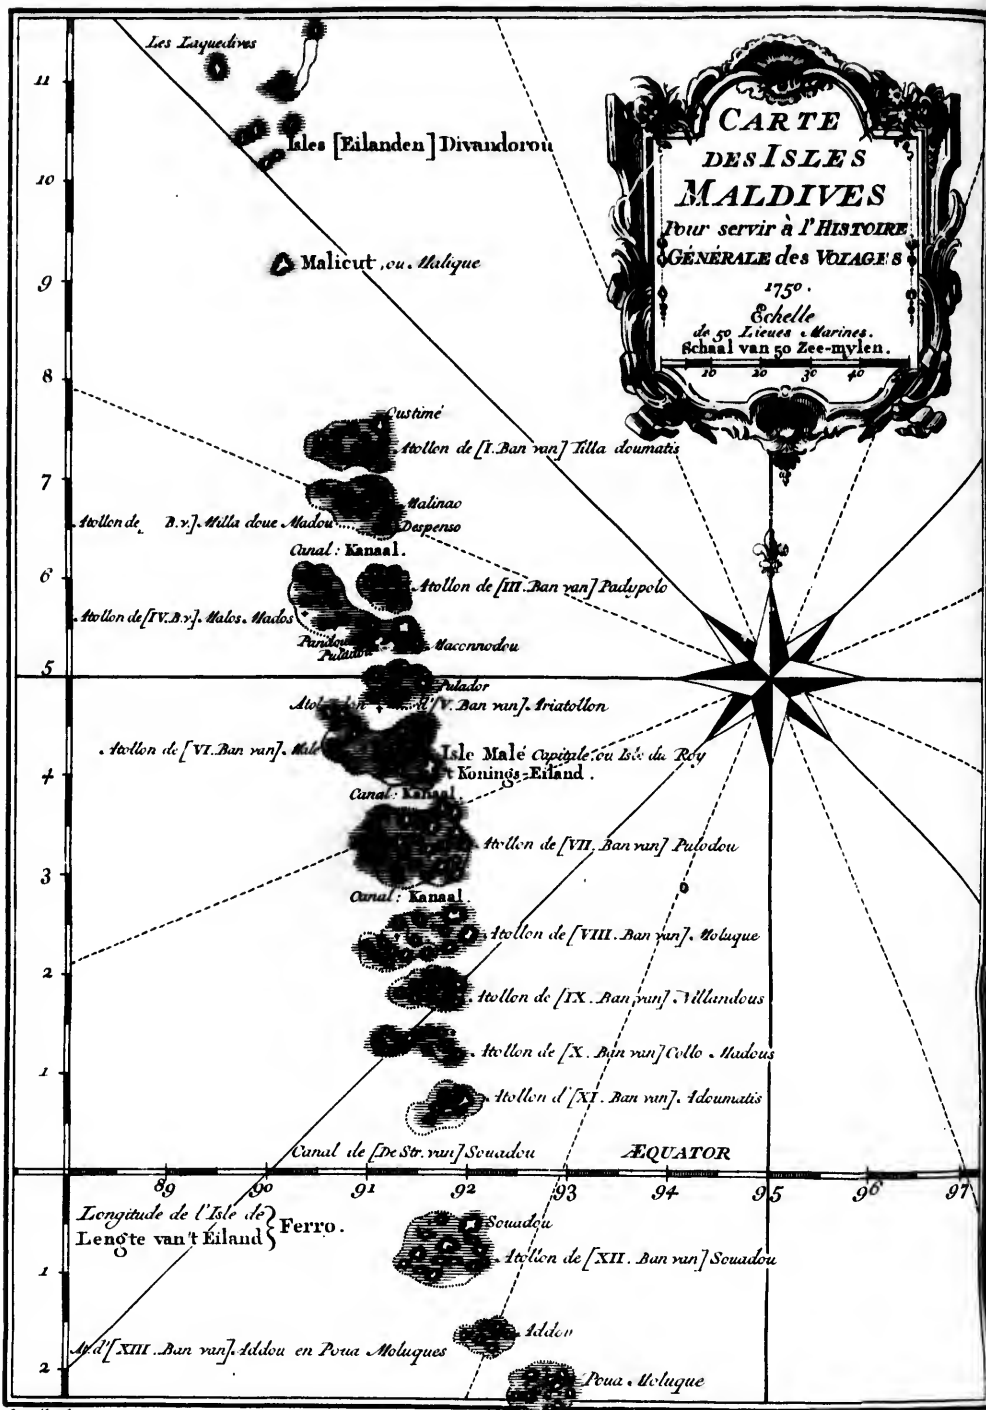 CARTE
DES ISLES
MALDIVES
Pour servir à l'HISTOIRE
GÉNÉRALE des VOIAGES
1750.
Echelle
de 50 Lieues Marines.
Schaal van 50 Zee-mylen.
10 20 30 40
Les Laquedives
11
Isles [Eilanden] Divandorou
10
Malicut, ou Malique
9
8
Custimé
Atollon de [I. Ban van] Tilla doumatis
7
Malinao
Atollon de B.v.]. Milla doue Madou
Despenso
Canal: Kanaal.
6
Atollon de [III. Ban van] Padypolo
Atollon de [IV. B.v]. Malos Mados
Pandou
Maconnodou
5
Pulador
d'[V. Ban van]. Ariatollon
Atollon de [VI. Ban van]. Male
Isle Malé Capitale, ou Isle du Roy
't Konings=Eiland.
4
Canal: Kanaal.
Atollon de [VII. Ban van] Pulodou
3
Canal: Kanaal.
Atollon de [VIII. Ban van]. Moluque
2
Atollon de [IX. Ban van]. Nillandous
Atollon de [X. Ban van] Collo Madous
1
Atollon d'[XI. Ban van]. Adoumatis
Canal de [De Str. van] Souadou
ÆQUATOR
89 90 91 92 93 94 95 96 97
Longitude de l'Isle de
Lengte van't Eiland } Ferro.
Souadou
Atollon de [XII. Ban van] Souadou
1
Addou
At. d'[XIII. Ban van]. Addou en Poua Moluques
2
Poua Moluque